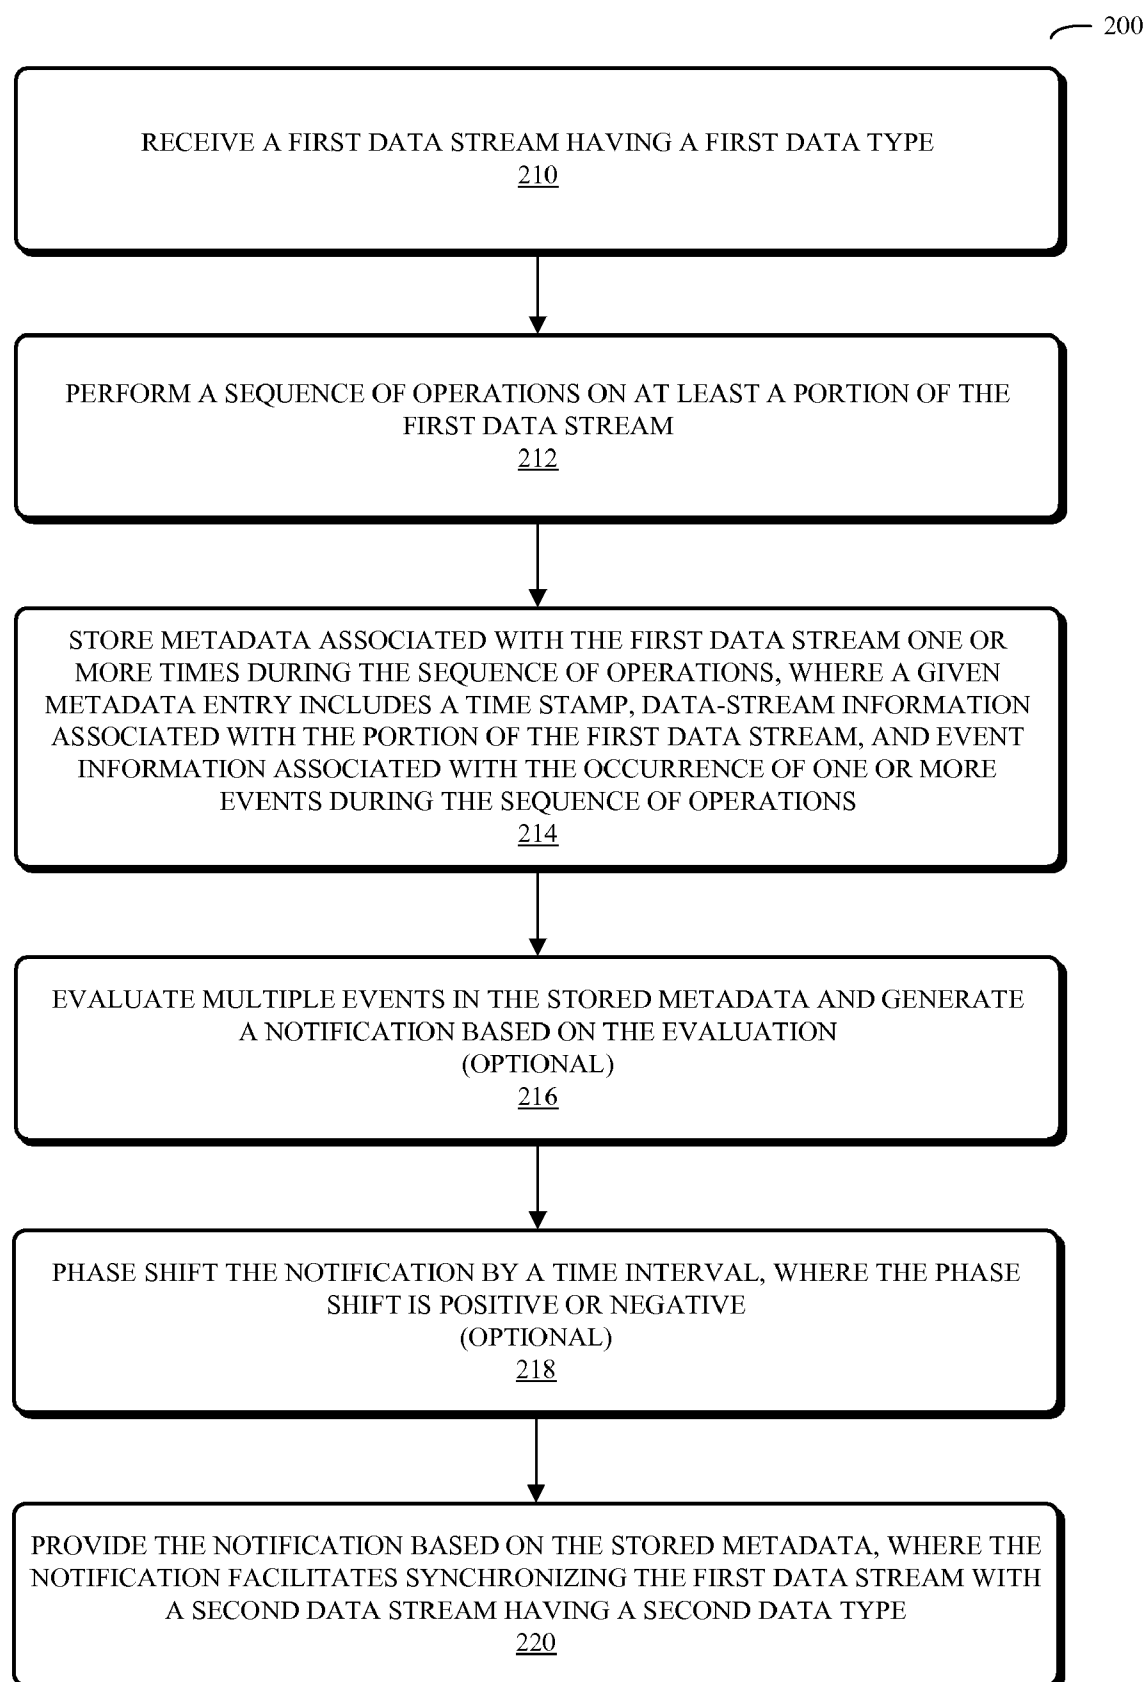 200
RECEIVE A FIRST DATA STREAM HAVING A FIRST DATA TYPE
210
PERFORM A SEQUENCE OF OPERATIONS ON AT LEAST A PORTION OF THE
FIRST DATA STREAM
212
STORE METADATA ASSOCIATED WITH THE FIRST DATA STREAM ONE OR
MORE TIMES DURING THE SEQUENCE OF OPERATIONS, WHERE A GIVEN
METADATA ENTRY INCLUDES A TIME STAMP, DATA-STREAM INFORMATION
ASSOCIATED WITH THE PORTION OF THE FIRST DATA STREAM, AND EVENT
INFORMATION ASSOCIATED WITH THE OCCURRENCE OF ONE OR MORE
EVENTS DURING THE SEQUENCE OF OPERATIONS
214
EVALUATE MULTIPLE EVENTS IN THE STORED METADATA AND GENERATE
A NOTIFICATION BASED ON THE EVALUATION
(OPTIONAL)
216
PHASE SHIFT THE NOTIFICATION BY A TIME INTERVAL, WHERE THE PHASE
SHIFT IS POSITIVE OR NEGATIVE
(OPTIONAL)
218
PROVIDE THE NOTIFICATION BASED ON THE STORED METADATA, WHERE THE
NOTIFICATION FACILITATES SYNCHRONIZING THE FIRST DATA STREAM WITH
A SECOND DATA STREAM HAVING A SECOND DATA TYPE
220